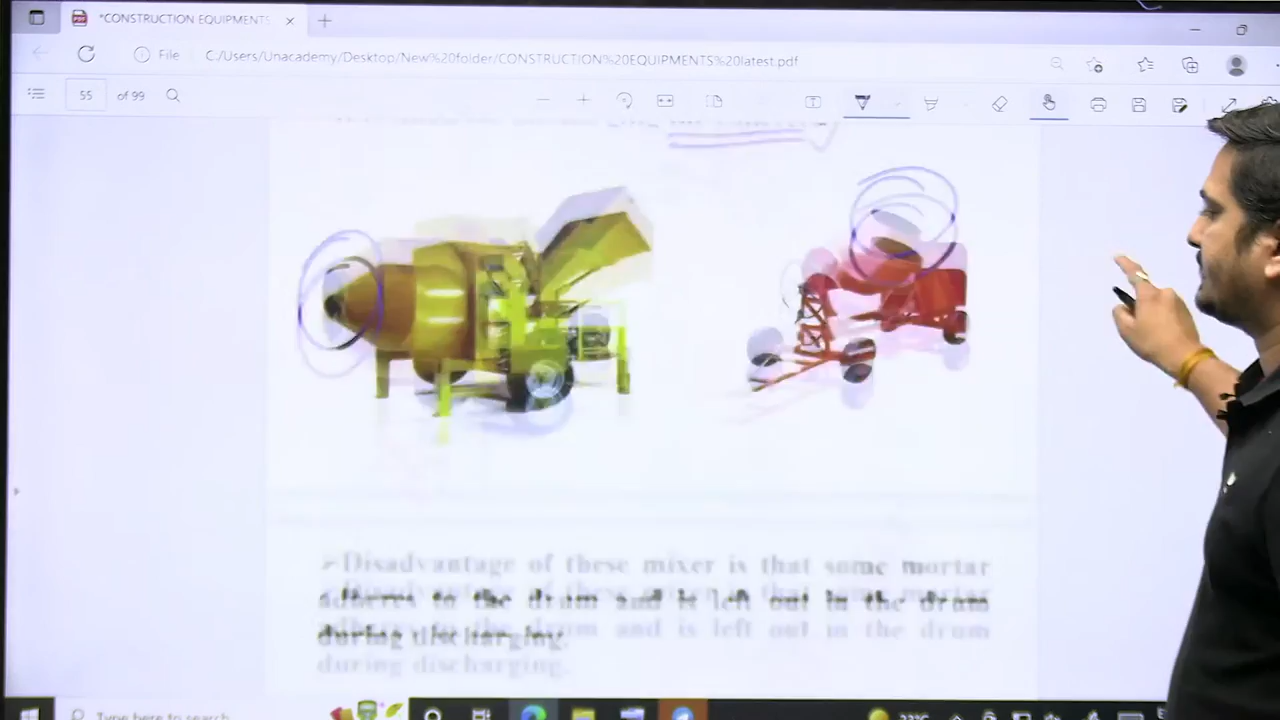 *CONSTRUCTION EQUIPMENTS
File
C:/Users/Unacademy/Desktop/New%20folder/CONSTRUCTION%20EQUIPMENTS%20latest.pdf
55 of 99
➢Disadvantage of these mixer is that some mortar
adheres to the drum and is left out in the drum
during discharging.
Type here to search